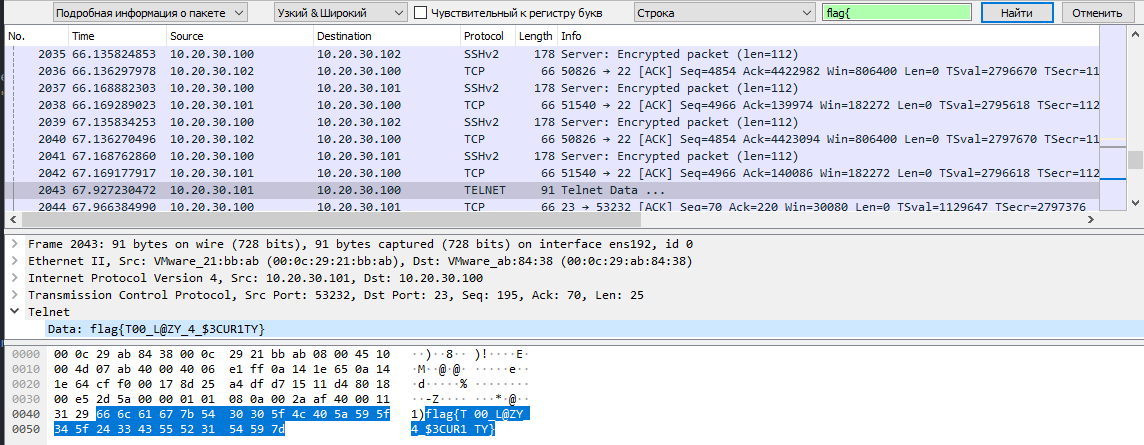 Подробная информация о пакете Узкий & Широкий Чувствительный к регистру букв Строка flag{ Найти Отменить
No. Time Source Destination Protocol Length Info
2035 66.135824853 10.20.30.100 10.20.30.102 SSHv2 178 Server: Encrypted packet (len=112)
2036 66.136297978 10.20.30.102 10.20.30.100 TCP 66 50826 → 22 [ACK] Seq=4854 Ack=4422982 Win=806400 Len=0 TSval=2796670 TSecr=11
2037 66.168882303 10.20.30.100 10.20.30.101 SSHv2 178 Server: Encrypted packet (len=112)
2038 66.169289023 10.20.30.101 10.20.30.100 TCP 66 51540 → 22 [ACK] Seq=4966 Ack=139974 Win=182272 Len=0 TSval=2795618 TSecr=112
2039 67.135834253 10.20.30.100 10.20.30.102 SSHv2 178 Server: Encrypted packet (len=112)
2040 67.136270496 10.20.30.102 10.20.30.100 TCP 66 50826 → 22 [ACK] Seq=4854 Ack=4423094 Win=806400 Len=0 TSval=2797670 TSecr=11
2041 67.168762860 10.20.30.100 10.20.30.101 SSHv2 178 Server: Encrypted packet (len=112)
2042 67.169177917 10.20.30.101 10.20.30.100 TCP 66 51540 → 22 [ACK] Seq=4966 Ack=140086 Win=182272 Len=0 TSval=2796618 TSecr=112
2043 67.927230472 10.20.30.101 10.20.30.100 TELNET 91 Telnet Data ...
2044 67.966384990 10.20.30.100 10.20.30.101 TCP 66 23 → 53232 [ACK] Seq=70 Ack=220 Win=30080 Len=0 TSval=1129647 TSecr=2797376
Frame 2043: 91 bytes on wire (728 bits), 91 bytes captured (728 bits) on interface ens192, id 0
Ethernet II, Src: VMware_21:bb:ab (00:0c:29:21:bb:ab), Dst: VMware_ab:84:38 (00:0c:29:ab:84:38)
Internet Protocol Version 4, Src: 10.20.30.101, Dst: 10.20.30.100
Transmission Control Protocol, Src Port: 53232, Dst Port: 23, Seq: 195, Ack: 70, Len: 25
Telnet
Data: flag{T00_L@ZY_4_$3CUR1TY}
0000 00 0c 29 ab 84 38 00 0c 29 21 bb ab 08 00 45 10 ··)··8·· )!····E·
0010 00 4d 07 ab 40 00 40 06 e1 ff 0a 14 1e 65 0a 14 ·M··@·@· ·····e··
0020 1e 64 cf f0 00 17 8d 25 a4 df d7 15 11 d4 80 18 ·d·····% ········
0030 00 e5 2d 5a 00 00 01 01 08 0a 00 2a af 40 00 11 ··-Z···· ···*·@··
0040 31 29 66 6c 61 67 7b 54 30 30 5f 4c 40 5a 59 5f 1)flag{T 00_L@ZY_
0050 34 5f 24 33 43 55 52 31 54 59 7d 4_$3CUR1 TY}